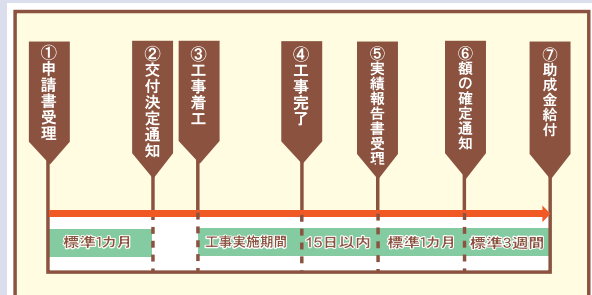 ①申請書受理
②交付決定通知
③工事着工
④工事完了
⑤実績報告書受理
⑥額の確定通知
⑦助成金給付
標準1カ月
工事実施期間
15日以内
標準1カ月
標準3週間